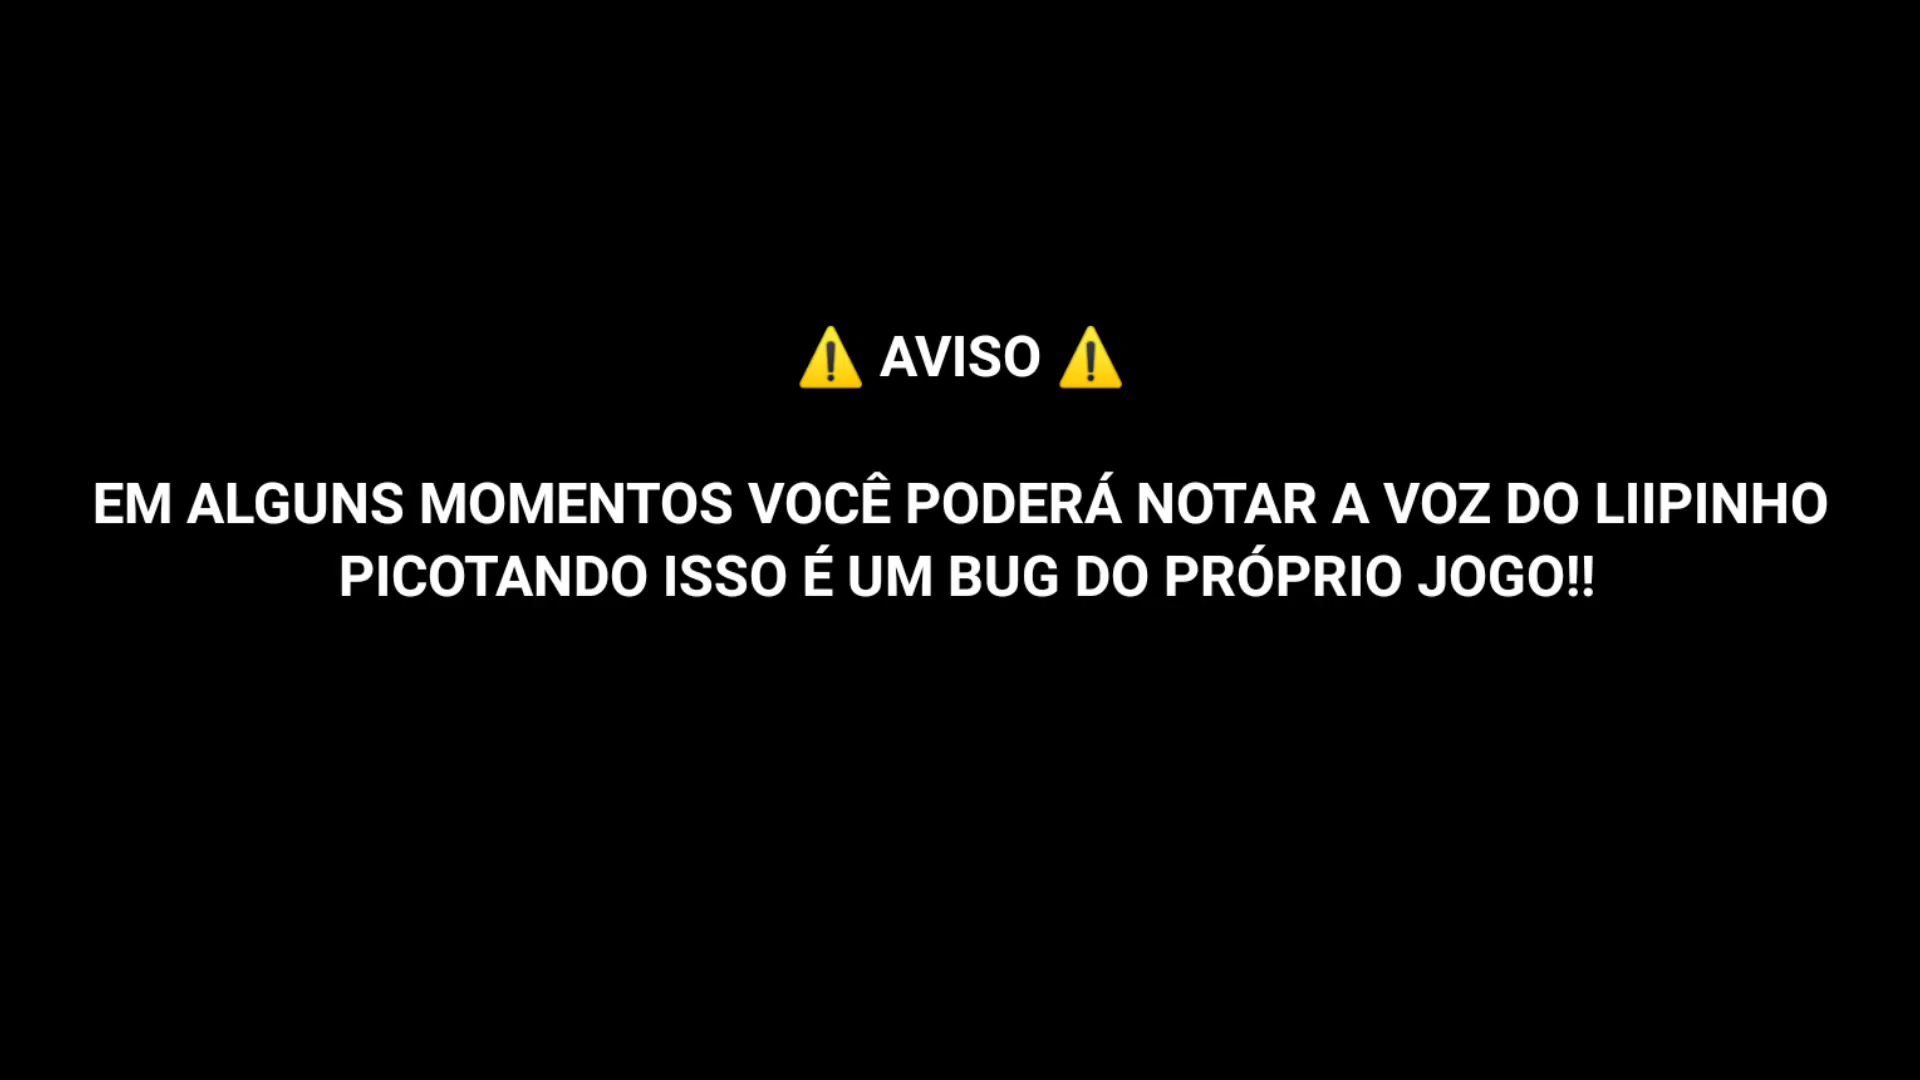 ⚠️ AVISO ⚠️
EM ALGUNS MOMENTOS VOCÊ PODERÁ NOTAR A VOZ DO LIIPINHO
PICOTANDO ISSO É UM BUG DO PRÓPRIO JOGO!!